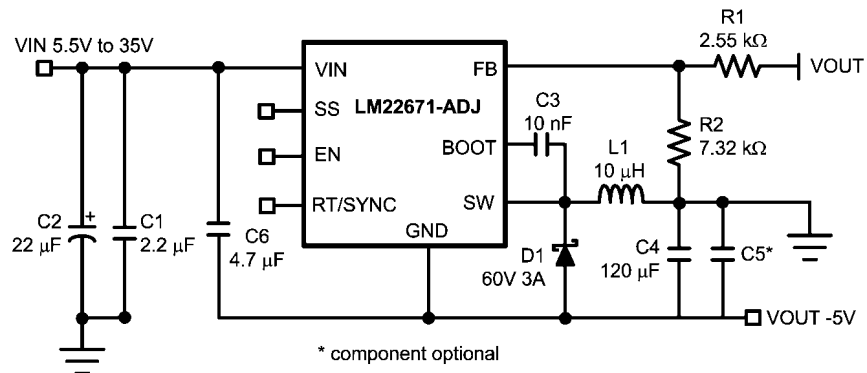 VIN 5.5V to 35V
R1
2.55 kΩ
VOUT
VIN
FB
LM22671-ADJ
SS
C3
10 nF
R2
7.32 kΩ
EN
BOOT
L1
10 µH
RT/SYNC
SW
GND
C2
22 µF
+
C1
2.2 µF
C6
4.7 µF
D1
60V 3A
C4
120 µF
C5*
VOUT -5V
* component optional